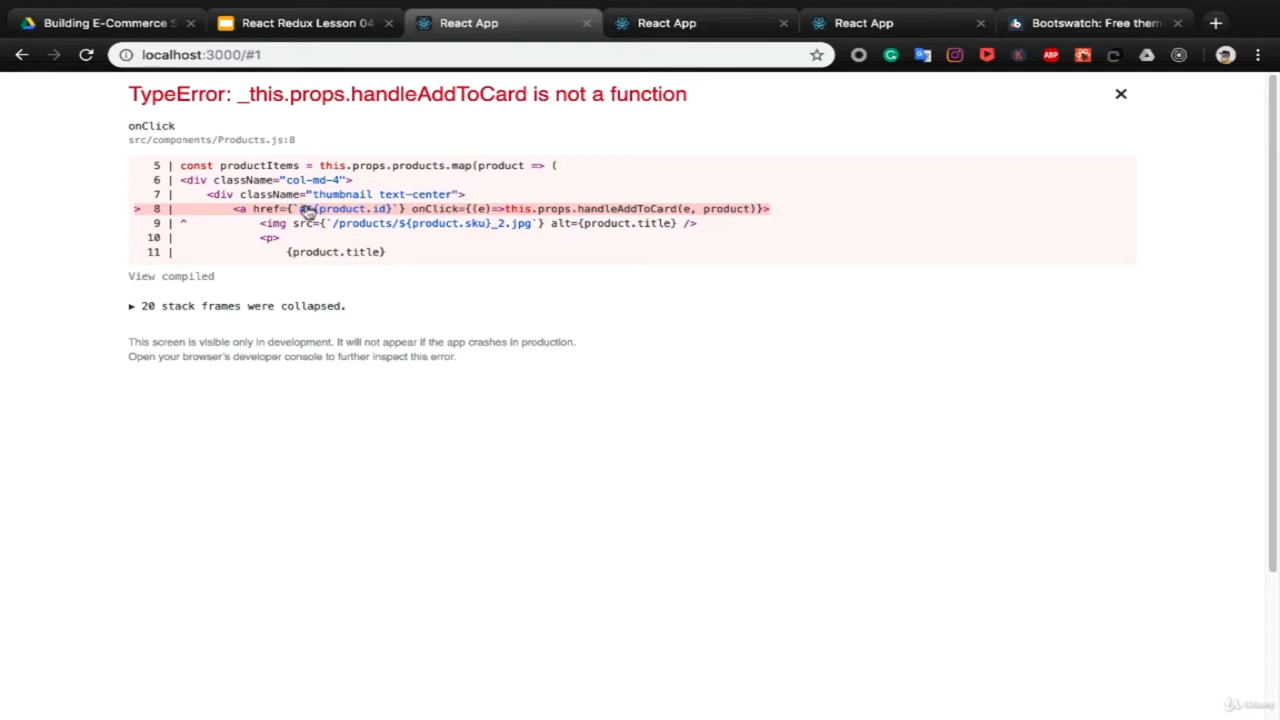 Building E-Commerce S
React Redux Lesson 04
React App
React App
React App
Bootswatch: Free them
localhost:3000/#1
ABP
TypeError: _this.props.handleAddToCard is not a function
onClick
src/components/Products.js:8
5 | const productItems = this.props.products.map(product => (
6 | <div className="col-md-4">
7 | <div className="thumbnail text-center">
> 8 | <a href={`#${product.id}`} onClick={(e)=>this.props.handleAddToCard(e, product)}>
9 | ^ <img src={`/products/${product.sku}_2.jpg`} alt={product.title} />
10 | <p>
11 | {product.title}
View compiled
▶ 20 stack frames were collapsed.
This screen is visible only in development. It will not appear if the app crashes in production.
Open your browser's developer console to further inspect this error.
Udemy